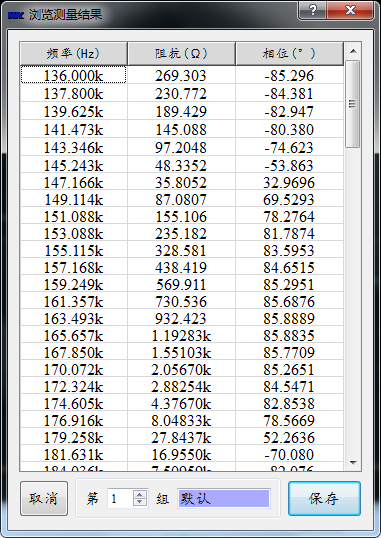 浏览测量结果
频率(Hz) 阻抗(Ω) 相位(°)
136.000k 269.303 -85.296
137.800k 230.772 -84.381
139.625k 189.429 -82.947
141.473k 145.088 -80.380
143.346k 97.2048 -74.623
145.243k 48.3352 -53.863
147.166k 35.8052 32.9696
149.114k 87.0807 69.5293
151.088k 155.106 78.2764
153.088k 235.182 81.7874
155.115k 328.581 83.5953
157.168k 438.419 84.6515
159.249k 569.911 85.2951
161.357k 730.536 85.6876
163.493k 932.423 85.8889
165.657k 1.19283k 85.8835
167.850k 1.55103k 85.7709
170.072k 2.05670k 85.2651
172.324k 2.88254k 84.5471
174.605k 4.37670k 82.8538
176.916k 8.04833k 78.5669
179.258k 27.8437k 52.2636
181.631k 16.9550k -70.080
取消 第 1 组 默认 保存